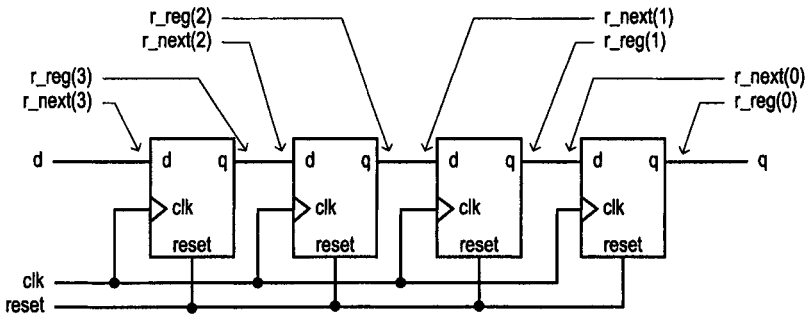 r_reg(2)
r_next(2)
r_next(1)
r_reg(1)
r_reg(3)
r_next(3)
r_next(0)
r_reg(0)
d
d q
d q
d q
d q
q
clk
clk
clk
clk
reset
reset
reset
reset
clk
reset